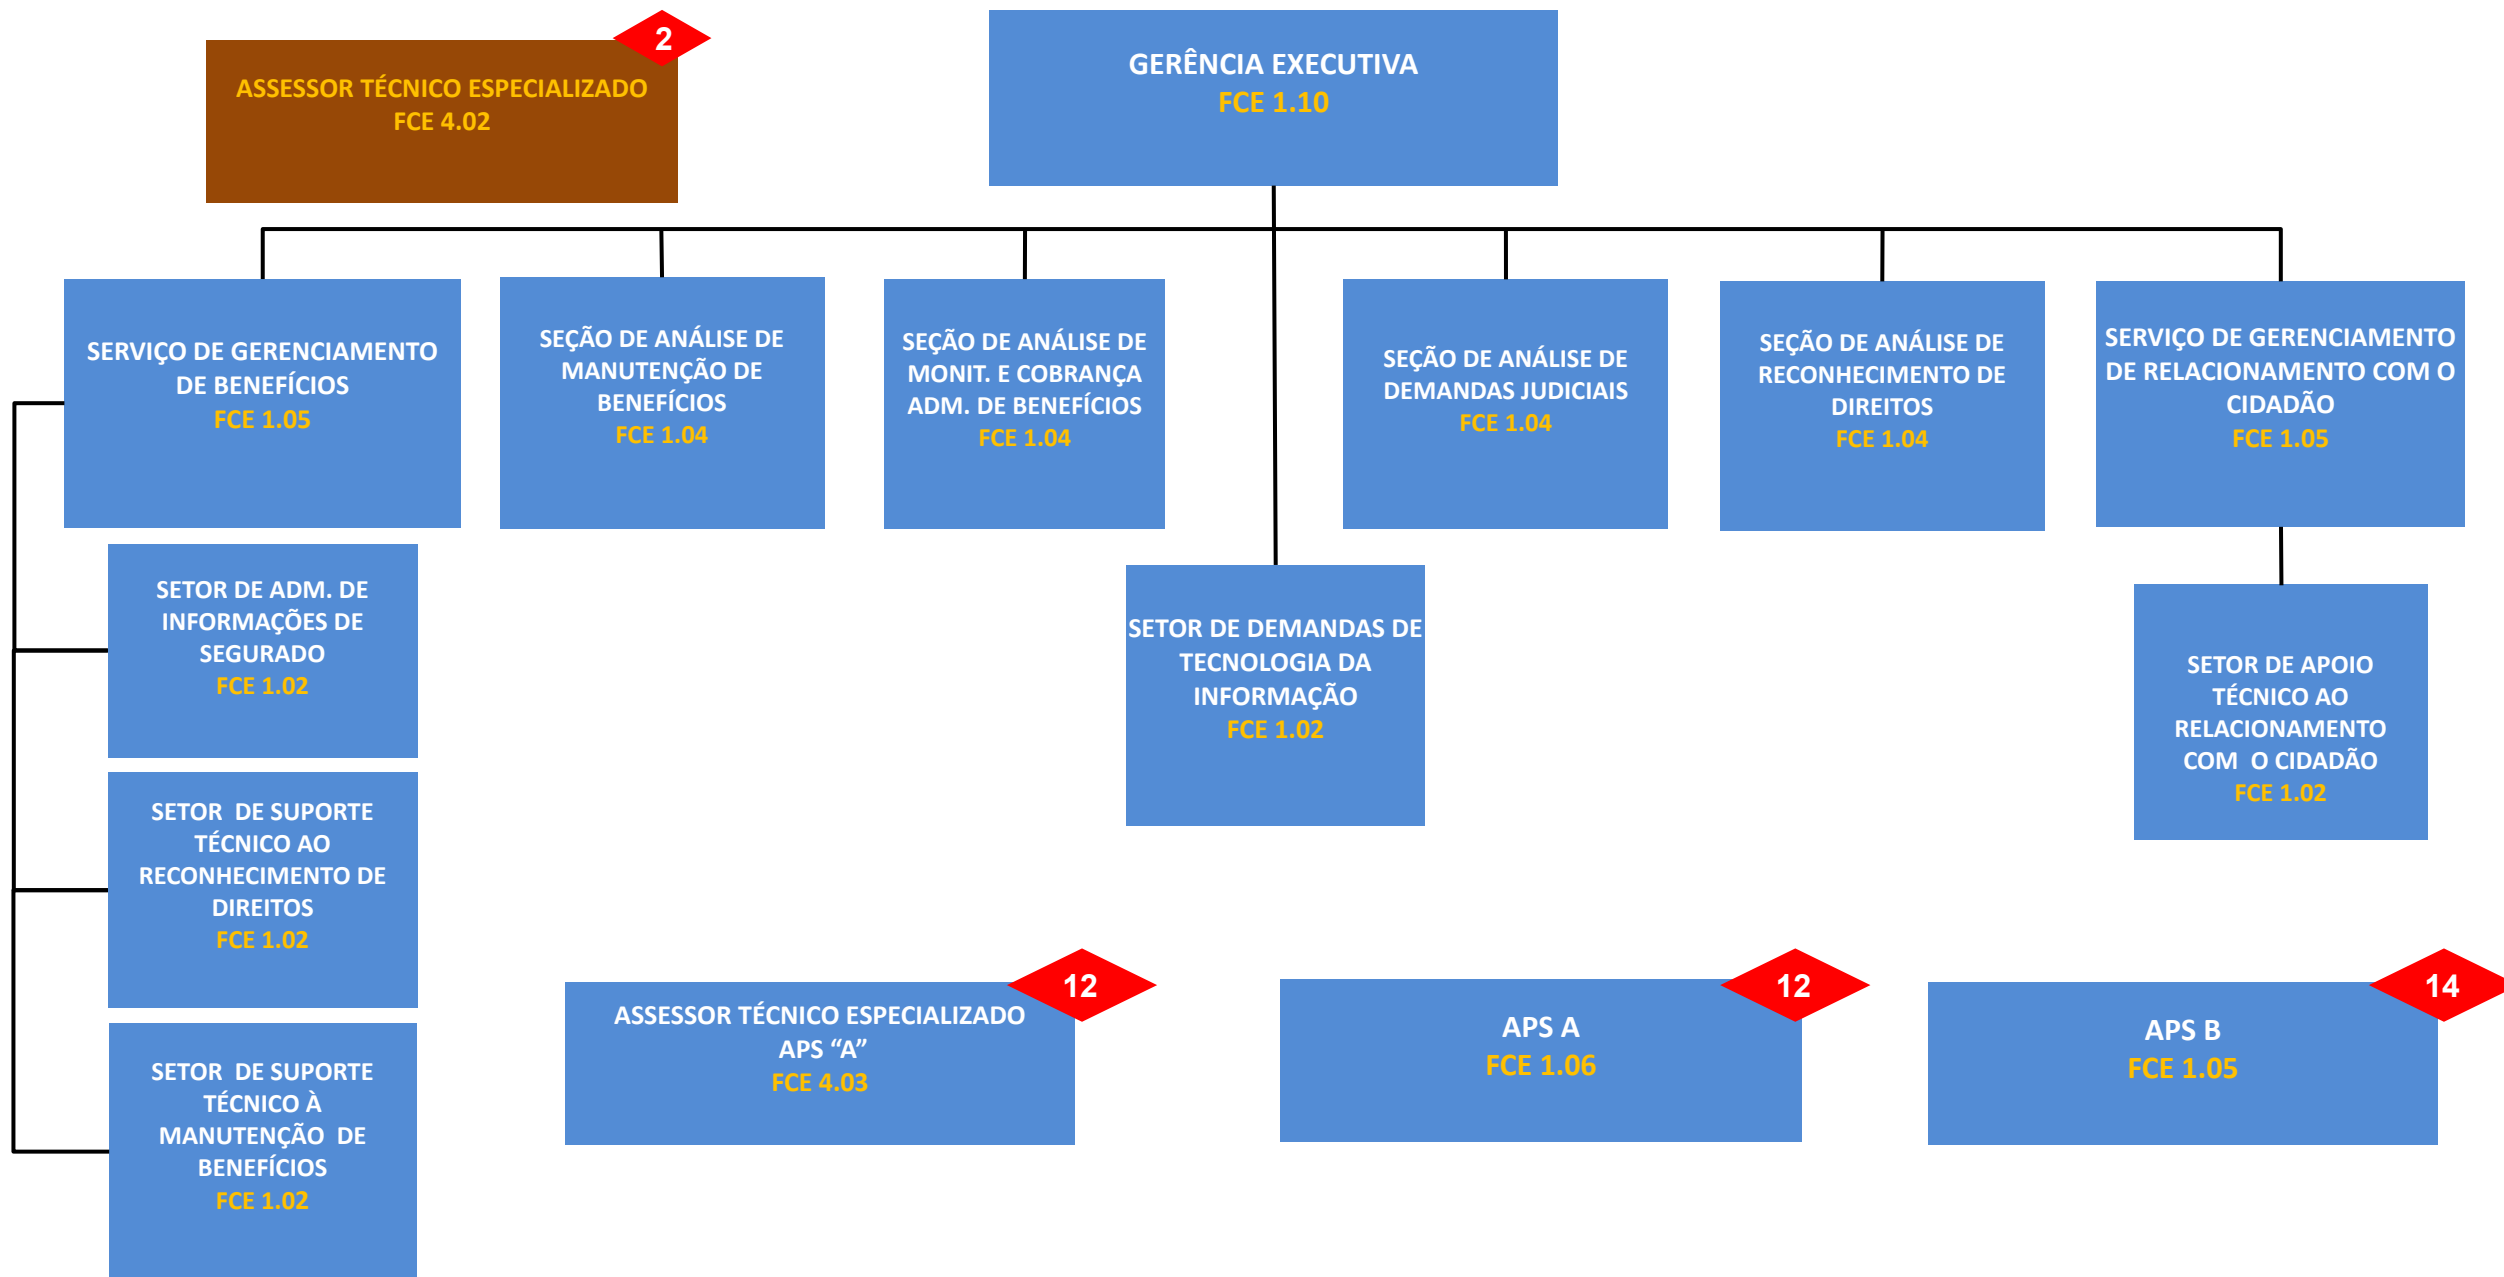 2
ASSESSOR TÉCNICO ESPECIALIZADO
FCE 4.02
GERÊNCIA EXECUTIVA
FCE 1.10
SERVIÇO DE GERENCIAMENTO
DE BENEFÍCIOS
FCE 1.05
SEÇÃO DE ANÁLISE DE
MANUTENÇÃO DE
BENEFÍCIOS
FCE 1.04
SEÇÃO DE ANÁLISE DE
MONIT. E COBRANÇA
ADM. DE BENEFÍCIOS
FCE 1.04
SEÇÃO DE ANÁLISE DE
DEMANDAS JUDICIAIS
FCE 1.04
SEÇÃO DE ANÁLISE DE
RECONHECIMENTO DE
DIREITOS
FCE 1.04
SERVIÇO DE GERENCIAMENTO
DE RELACIONAMENTO COM O
CIDADÃO
FCE 1.05
SETOR DE ADM. DE
INFORMAÇÕES DE
SEGURADO
FCE 1.02
SETOR DE DEMANDAS DE
TECNOLOGIA DA
INFORMAÇÃO
FCE 1.02
SETOR DE APOIO
TÉCNICO AO
RELACIONAMENTO
COM  O CIDADÃO
FCE 1.02
SETOR  DE SUPORTE
TÉCNICO AO
RECONHECIMENTO DE
DIREITOS
FCE 1.02
SETOR  DE SUPORTE
TÉCNICO À
MANUTENÇÃO  DE
BENEFÍCIOS
FCE 1.02
12
ASSESSOR TÉCNICO ESPECIALIZADO
APS “A”
FCE 4.03
12
APS A
FCE 1.06
14
APS B
FCE 1.05